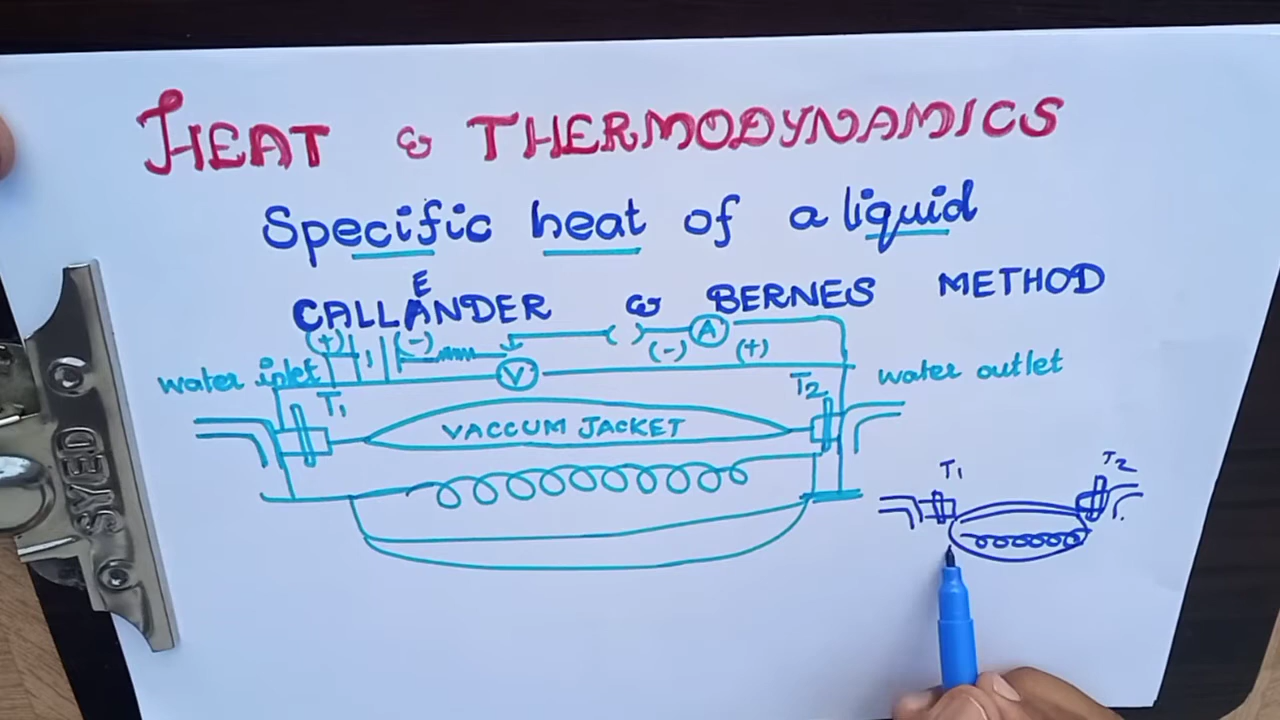 HEAT & THERMODYNAMICS
Specific heat of a liquid
CALLENDER & BERNES METHOD
(+) (-) ( ) (-) A (+)
water inlet V water outlet
T1 T2
VACCUM JACKET
T1 T2
SYED